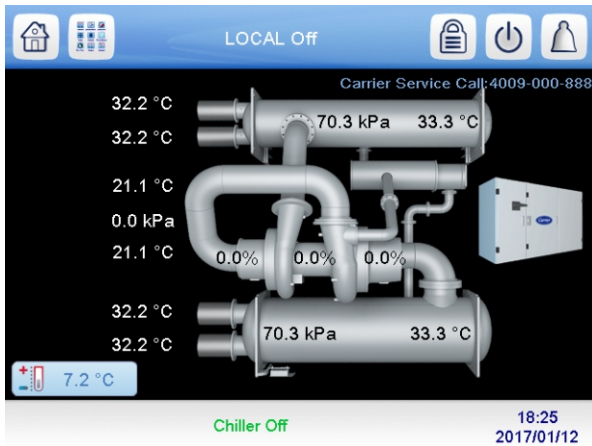 LOCAL Off
Carrier Service Call:4009-000-888
32.2 °C
70.3 kPa 33.3 °C
32.2 °C
21.1 °C
0.0 kPa
Carrier
21.1 °C
0.0% 0.0% 0.0%
32.2 °C
70.3 kPa 33.3 °C
32.2 °C
7.2 °C
Chiller Off
18:25
2017/01/12